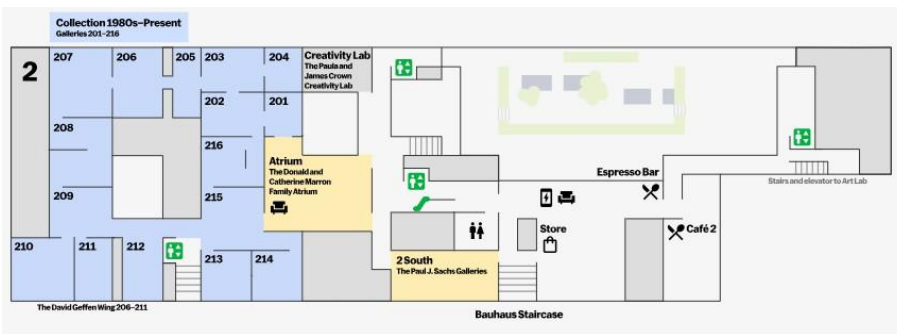 Collection 1980s–Present
Galleries 201–216
2
207
206
205
203
204
Creativity Lab
The Paula and
James Crown
Creativity Lab
202
201
208
216
Atrium
The Donald and
Catherine Marron
Family Atrium
Espresso Bar
Stairs and elevator to Art Lab
209
215
Store
Café 2
210
211
212
213
214
2 South
The Paul J. Sachs Galleries
The David Geffen Wing 206–211
Bauhaus Staircase